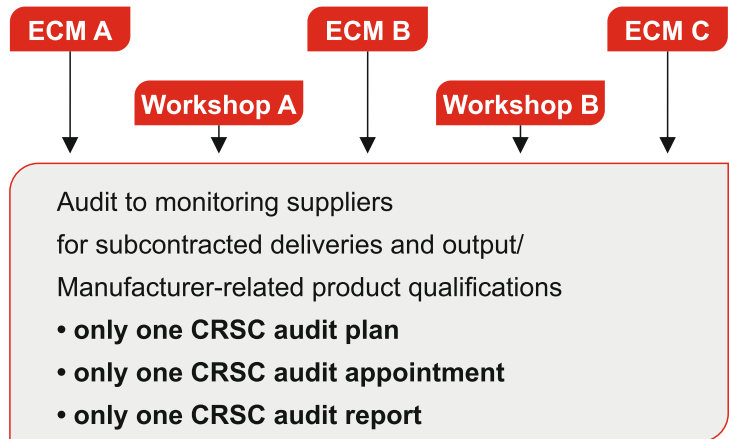 ECM A
ECM B
ECM C
Workshop A
Workshop B
Audit to monitoring suppliers
for subcontracted deliveries and output/
Manufacturer-related product qualifications
• only one CRSC audit plan
• only one CRSC audit appointment
• only one CRSC audit report